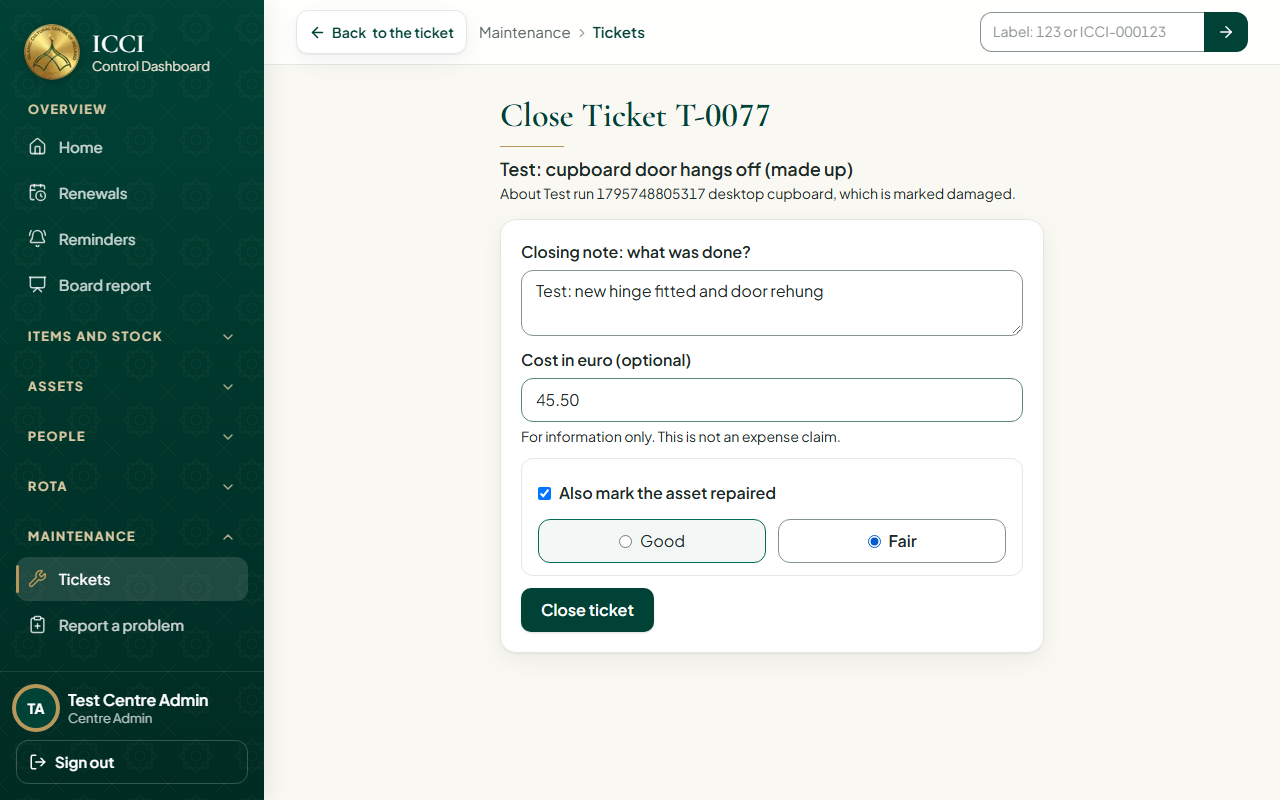 ICCI
Control Dashboard
OVERVIEW
Home
Renewals
Reminders
Board report
ITEMS AND STOCK
ASSETS
PEOPLE
ROTA
MAINTENANCE
Tickets
Report a problem
TA
Test Centre Admin
Centre Admin
Sign out
Back to the ticket
Maintenance
Tickets
Label: 123 or ICCI-000123
Close Ticket T-0077
Test: cupboard door hangs off (made up)
About Test run 1795748805317 desktop cupboard, which is marked damaged.
Closing note: what was done?
Test: new hinge fitted and door rehung
Cost in euro (optional)
45.50
For information only. This is not an expense claim.
Also mark the asset repaired
Good
Fair
Close ticket